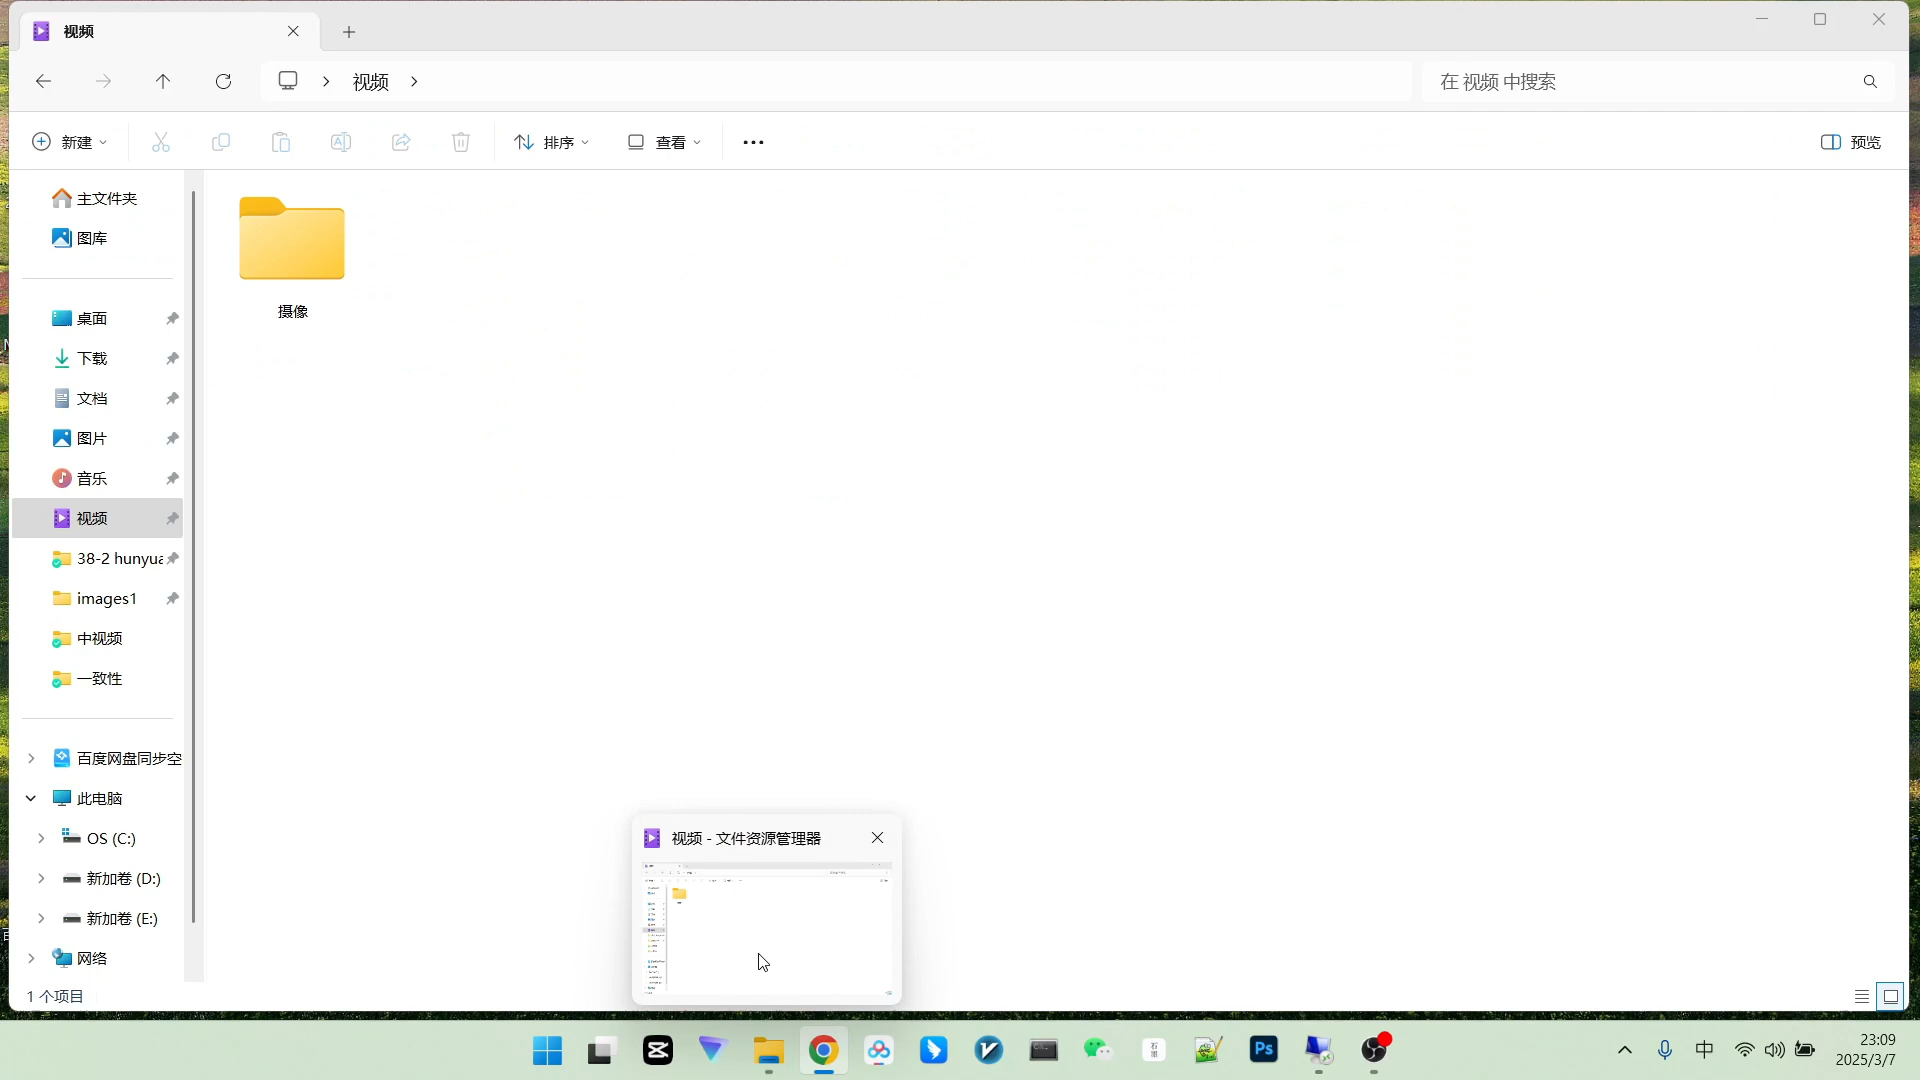 视频
视频
在 视频 中搜索
新建
排序
查看
预览
主文件夹
图库
桌面
下载
文档
图片
音乐
视频
38-2 hunyua
images1
中视频
一致性
百度网盘同步空
此电脑
OS (C:)
新加卷 (D:)
新加卷 (E:)
网络
摄像
1 个项目
视频 - 文件资源管理器
Ps
中
23:09
2025/3/7